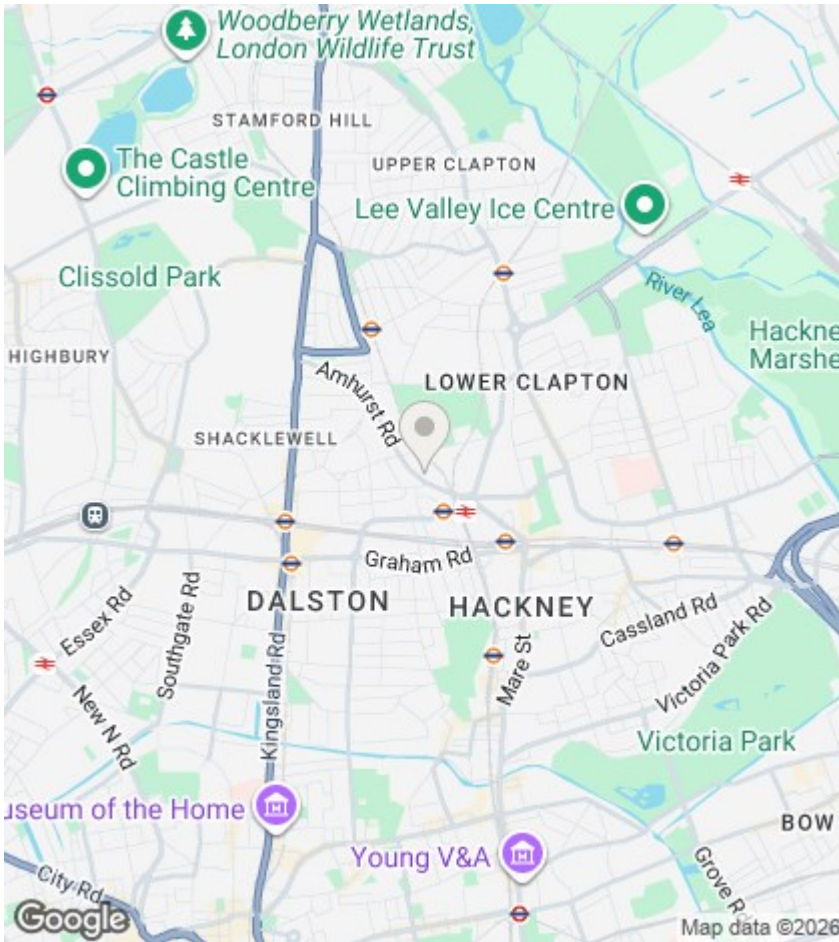 Woodberry Wetlands,
London Wildlife Trust
STAMFORD HILL
The Castle
Climbing Centre
UPPER CLAPTON
Lee Valley Ice Centre
Clissold Park
River Lea
Hackne
Marshe
HIGHBURY
Amhurst Rd
LOWER CLAPTON
SHACKLEWELL
Graham Rd
DALSTON
HACKNEY
Essex Rd
Southgate Rd
Cassland Rd
Victoria Park Rd
Mare St
Kingsland Rd
New N Rd
Victoria Park
useum of the Home
BOW
Young V&A
City Rd
Grove R
Google
Map data ©202